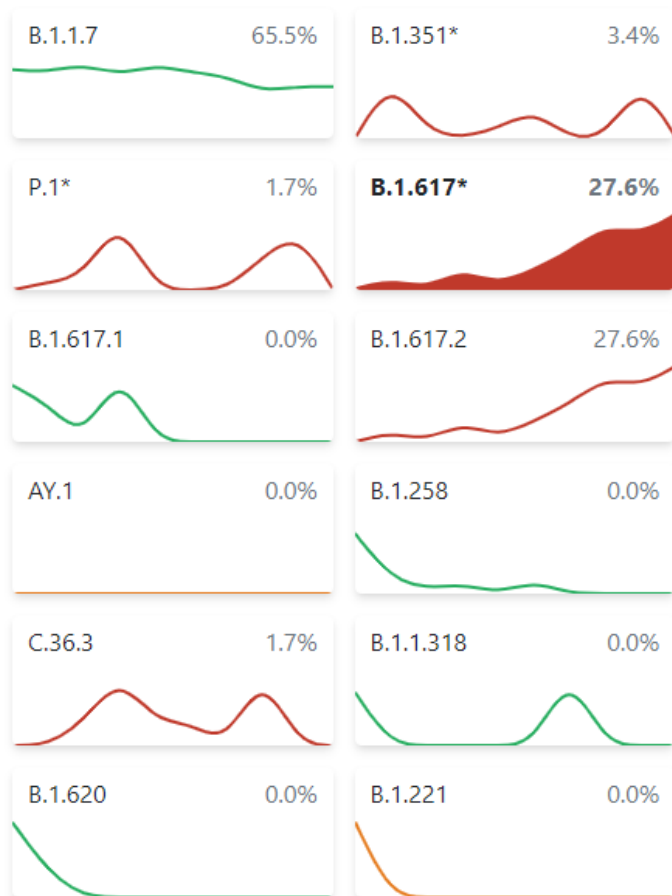 B.1.1.7 65.5%
B.1.351* 3.4%
P.1* 1.7%
B.1.617* 27.6%
B.1.617.1 0.0%
B.1.617.2 27.6%
AY.1 0.0%
B.1.258 0.0%
C.36.3 1.7%
B.1.1.318 0.0%
B.1.620 0.0%
B.1.221 0.0%